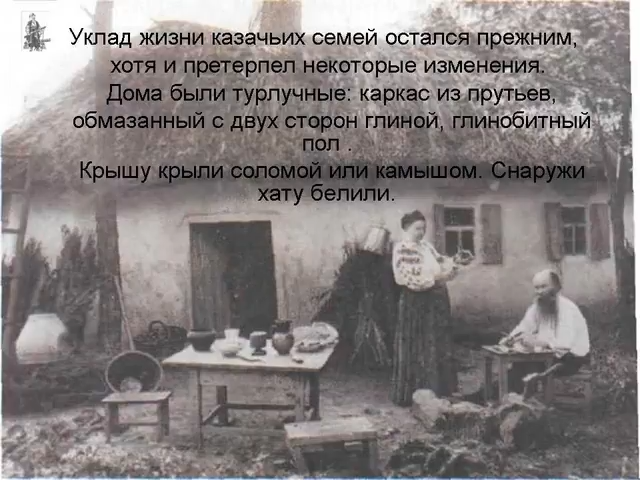 Уклад жизни казачьих семей остался прежним,
хотя и претерпел некоторые изменения.
Дома были турлучные: каркас из прутьев,
обмазанный с двух сторон глиной, глинобитный
пол .
Крышу крыли соломой или камышом. Снаружи
хату белили.